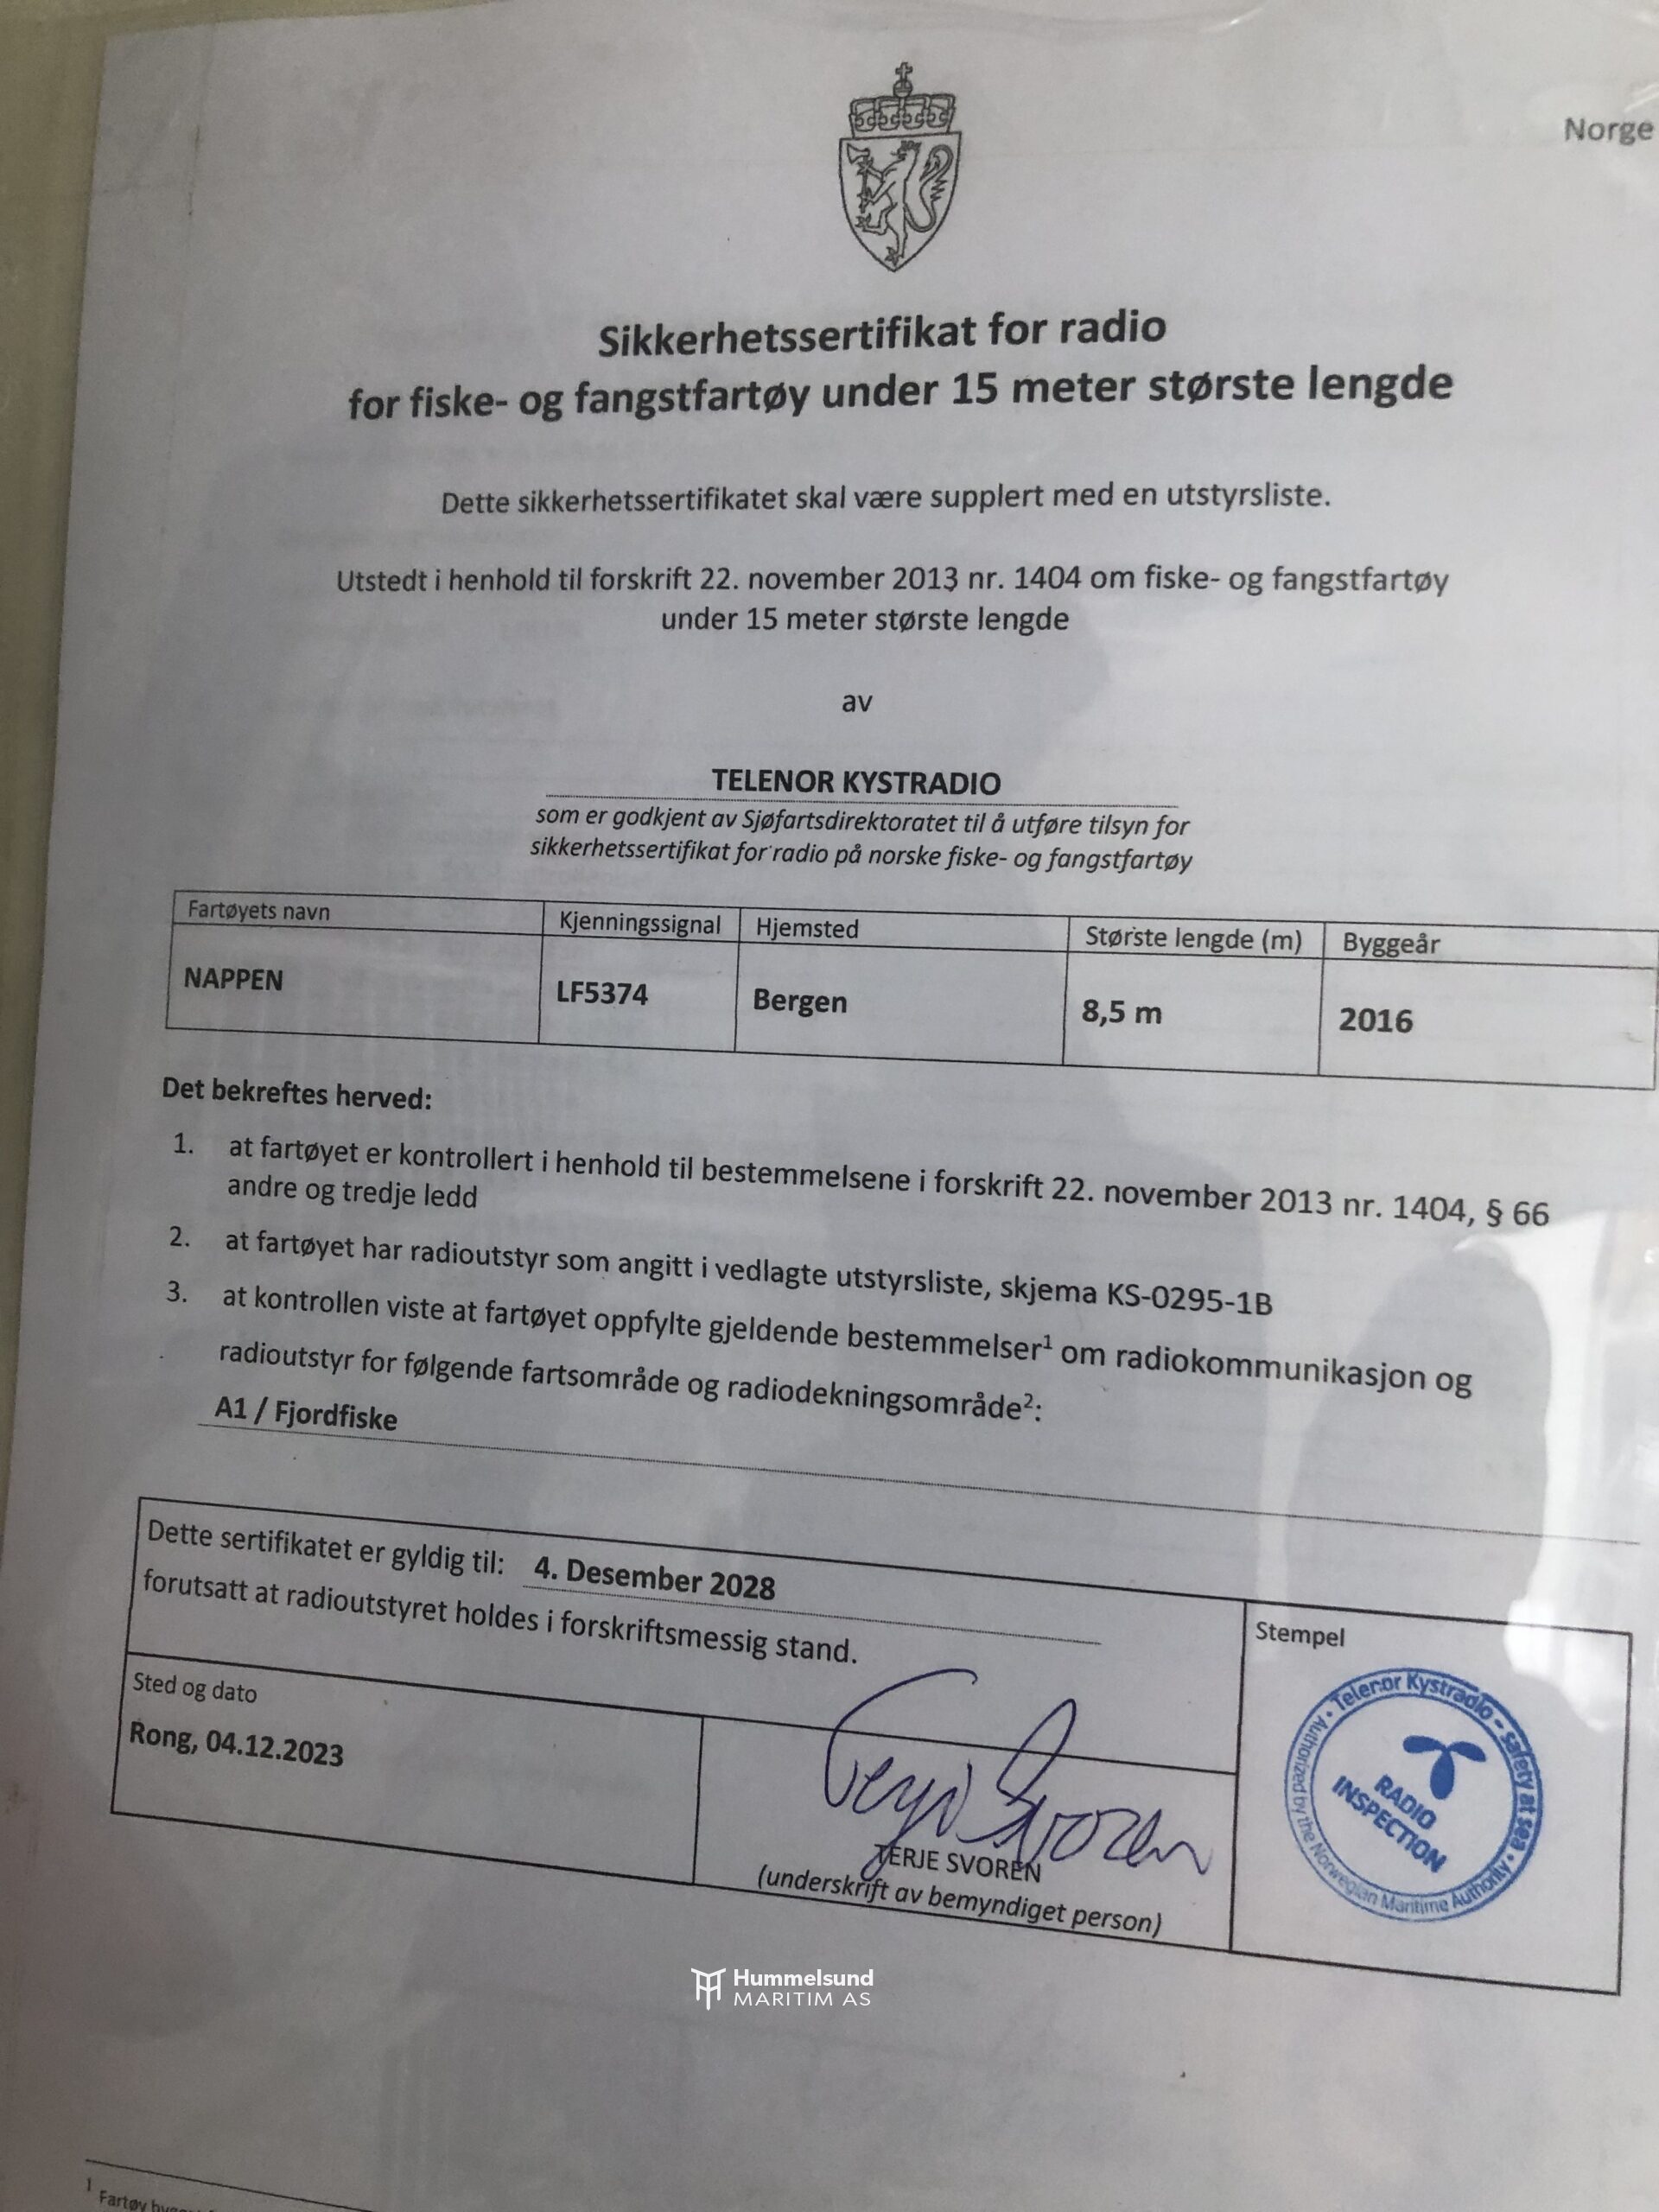 Norge
Sikkerhetssertifikat for radio
for fiske- og fangstfartøy under 15 meter største lengde
Dette sikkerhetssertifikatet skal være supplert med en utstyrsliste.
Utstedt i henhold til forskrift 22. november 2013 nr. 1404 om fiske- og fangstfartøy
under 15 meter største lengde
av
TELENOR KYSTRADIO
som er godkjent av Sjøfartsdirektoratet til å utføre tilsyn for
sikkerhetssertifikat for radio på norske fiske- og fangstfartøy
Fartøyets navn Kjenningssignal Hjemsted Største lengde (m) Byggeår
NAPPEN LF5374 Bergen 8,5 m 2016
Det bekreftes herved:
1. at fartøyet er kontrollert i henhold til bestemmelsene i forskrift 22. november 2013 nr. 1404, § 66
andre og tredje ledd
2. at fartøyet har radioutstyr som angitt i vedlagte utstyrsliste, skjema KS-0295-1B
3. at kontrollen viste at fartøyet oppfylte gjeldende bestemmelser¹ om radiokommunikasjon og
radioutstyr for følgende fartsområde og radiodekningsområde²:
A1 / Fjordfiske
Dette sertifikatet er gyldig til: 4. Desember 2028
forutsatt at radioutstyret holdes i forskriftsmessig stand.
Stempel
Telenor Kystradio - safety at sea •
Authorized by the Norwegian Maritime Authority •
RADIO
INSPECTION
Sted og dato
Rong, 04.12.2023
Terje Svoren
TERJE SVOREN
(underskrift av bemyndiget person)
Hummelsund
MARITIM AS
1 Fartøy